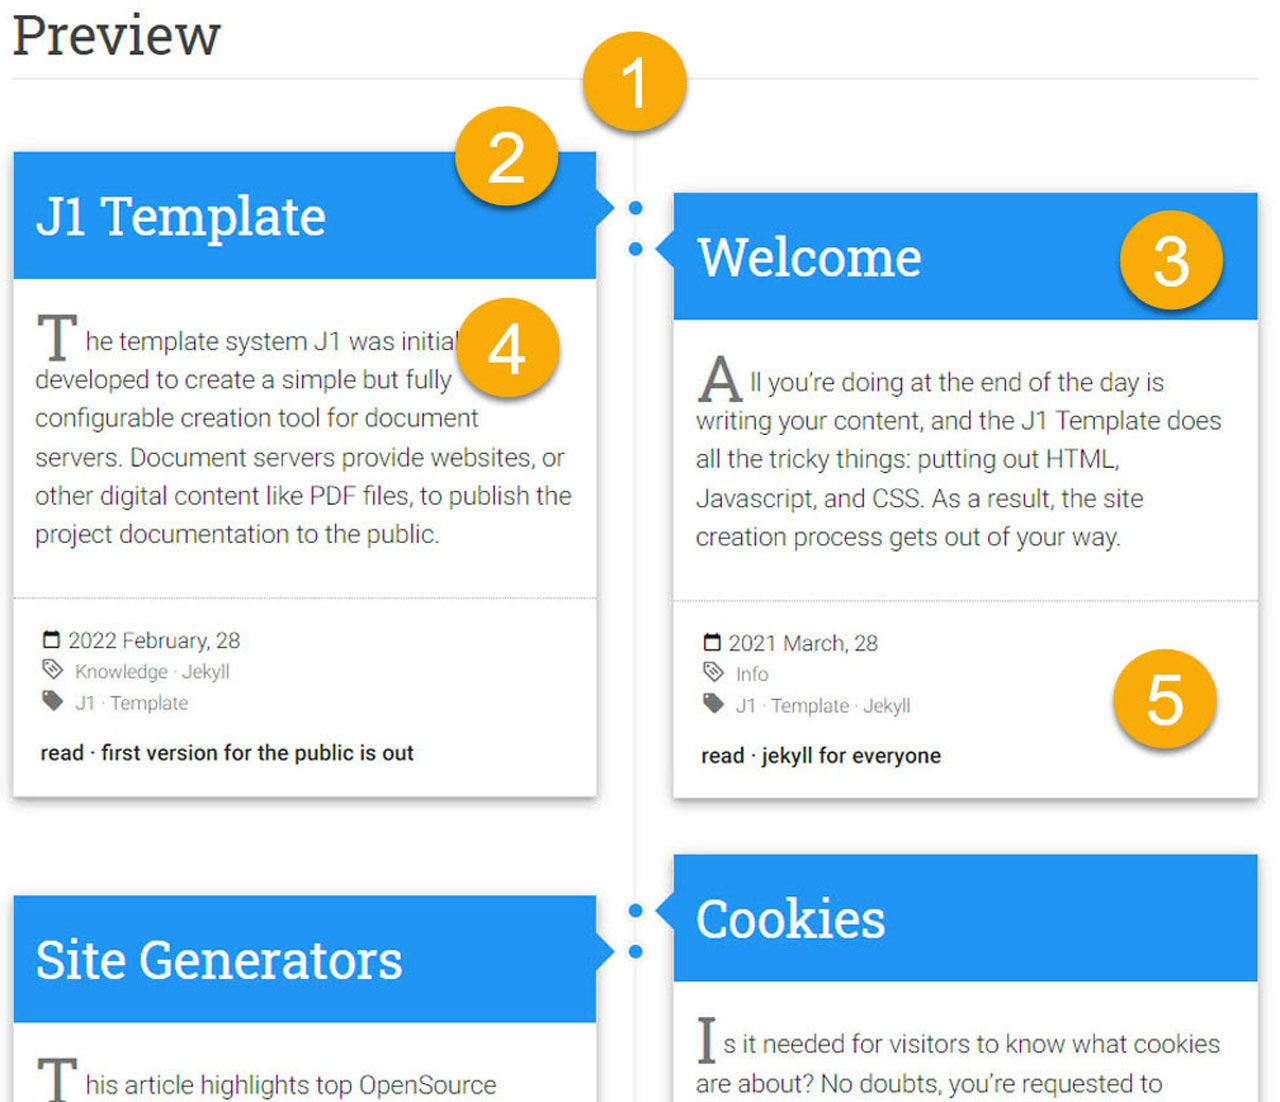 Preview
1
2
J1 Template
The template system J1 was initial
developed to create a simple but fully
configurable creation tool for document
servers. Document servers provide websites, or
other digital content like PDF files, to publish the
project documentation to the public.
4
2022 February, 28
Knowledge · Jekyll
J1 · Template
read · first version for the public is out
Welcome
3
All you’re doing at the end of the day is
writing your content, and the J1 Template does
all the tricky things: putting out HTML,
Javascript, and CSS. As a result, the site
creation process gets out of your way.
2021 March, 28
Info
J1 · Template · Jekyll
5
read · jekyll for everyone
Site Generators
This article highlights top OpenSource
Cookies
Is it needed for visitors to know what cookies
are about? No doubts, you’re requested to